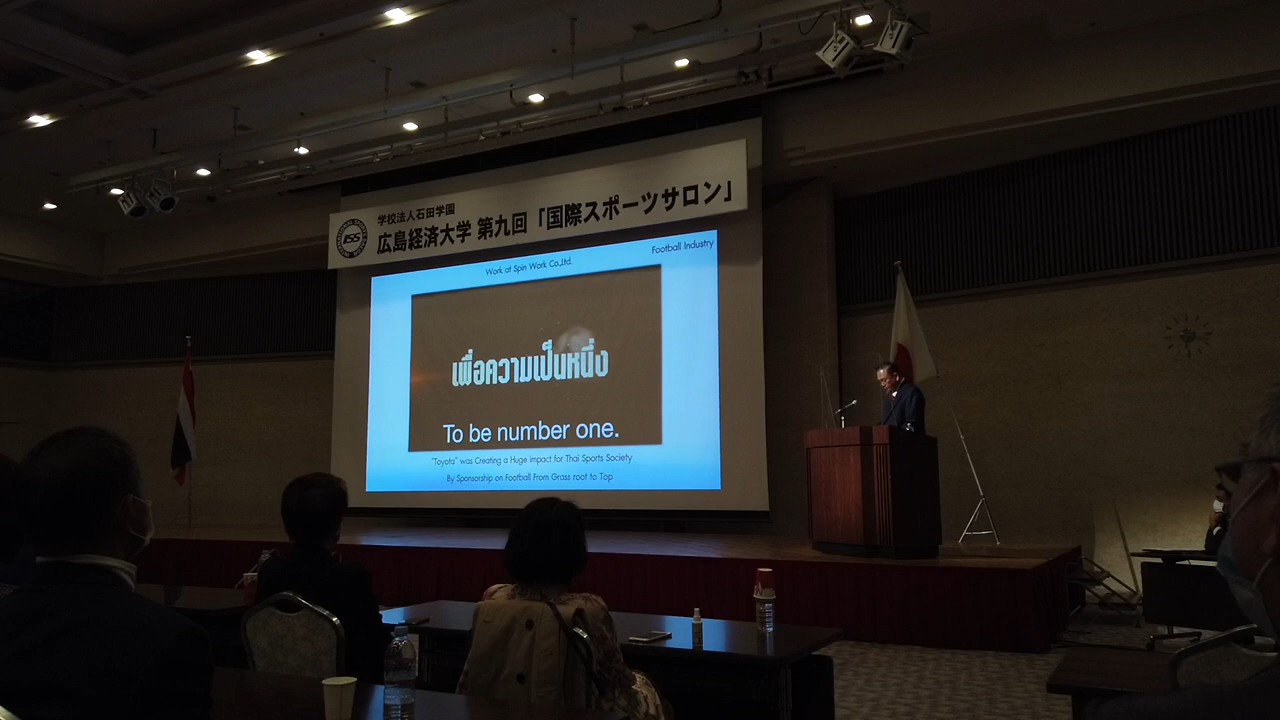 学校法人石田学園
広島経済大学 第九回「国際スポーツサロン」
ISS
Football Industry
Work at Spin Work Co.,Ltd.
เพื่อความเป็นหนึ่ง
To be number one.
"Toyota" was Creating a Huge impact for Thai Sports Society
By Sponsorship on Football From Grass root to Top